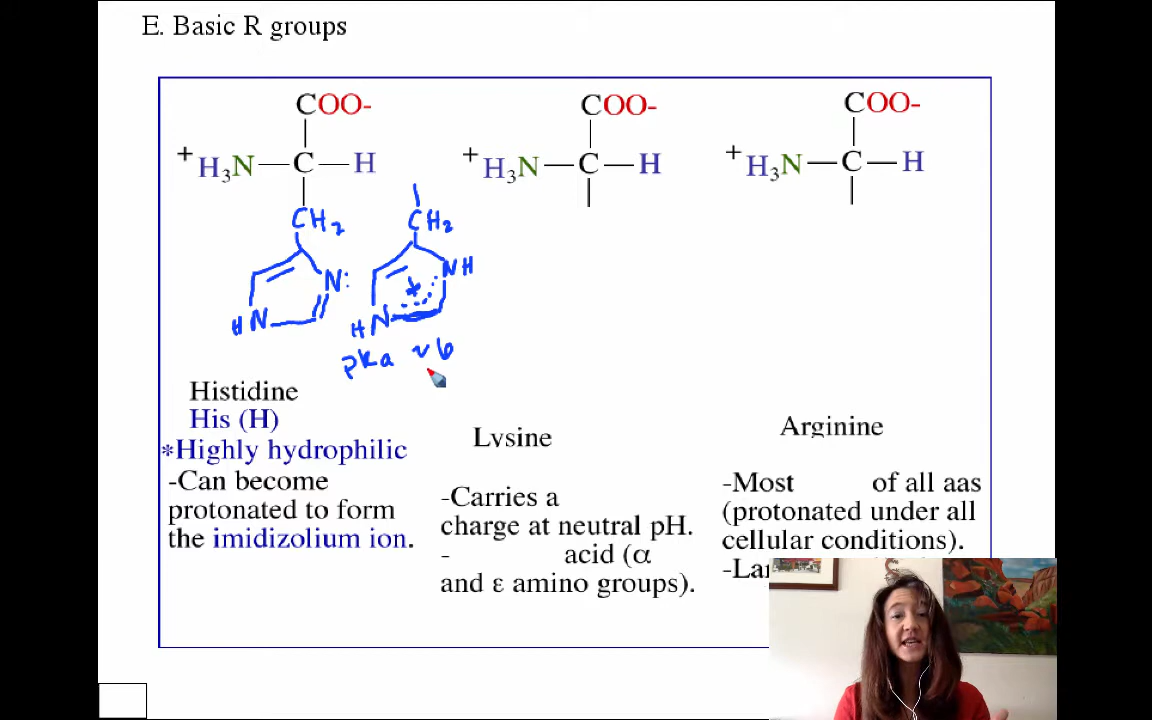 E. Basic R groups
COO-
+H₃N—C—H
CH₂
N:
HN
CH₂
NH
+
HN
pKa ~6
Histidine
His (H)
*Highly hydrophilic
-Can become
protonated to form
the imidizolium ion.
COO-
+H₃N—C—H
Lysine
-Carries a
charge at neutral pH.
- acid (α
and ε amino groups).
COO-
+H₃N—C—H
Arginine
-Most of all aas
(protonated under all
cellular conditions).